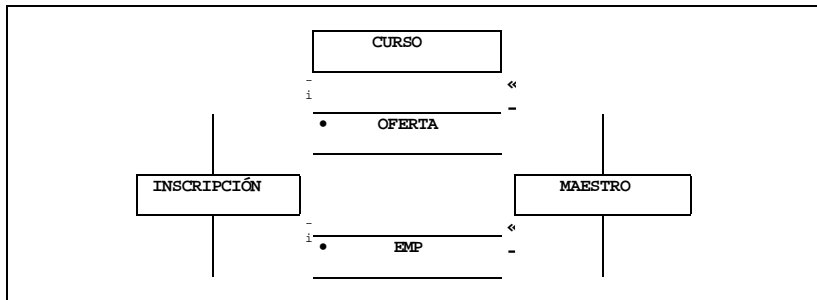 CURSO
«
• OFERTA
INSCRIPCIÓN
MAESTRO
«
• EMP